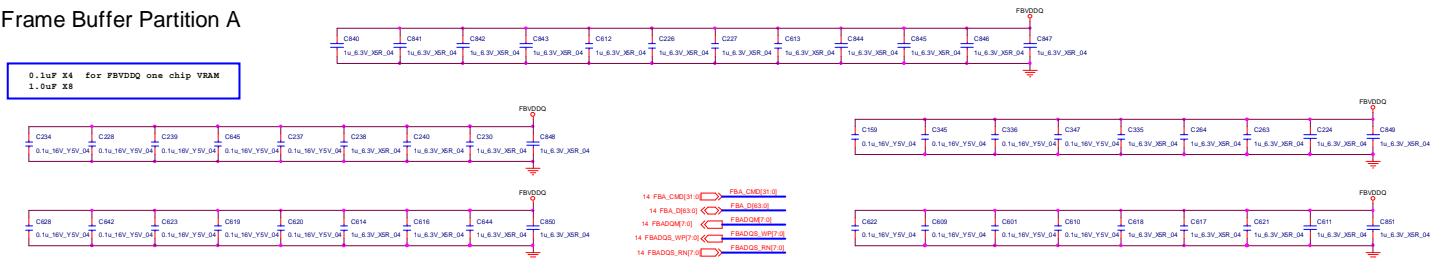 Frame Buffer Partition A
FBVDDQ
C840 C841 C842 C843 C612 C226 C227 C613 C844 C845 C846 C847
1u_6.3V_X5R_04 1u_6.3V_X5R_04 1u_6.3V_X5R_04 1u_6.3V_X5R_04 1u_6.3V_X5R_04 1u_6.3V_X5R_04 1u_6.3V_X5R_04 1u_6.3V_X5R_04 1u_6.3V_X5R_04 1u_6.3V_X5R_04 1u_6.3V_X5R_04 1u_6.3V_X5R_04
0.1uF X4 for FBVDDQ one chip VRAM
1.0uF X8
FBVDDQ
C234 C228 C239 C645 C237 C238 C240 C230 C848
0.1u_16V_Y5V_04 0.1u_16V_Y5V_04 0.1u_16V_Y5V_04 0.1u_16V_Y5V_04 0.1u_16V_Y5V_04 1u_6.3V_X5R_04 1u_6.3V_X5R_04 1u_6.3V_X5R_04 1u_6.3V_X5R_04
FBVDDQ
C159 C345 C336 C347 C335 C264 C263 C224 C849
0.1u_16V_Y5V_04 0.1u_16V_Y5V_04 0.1u_16V_Y5V_04 0.1u_16V_Y5V_04 1u_6.3V_X5R_04 1u_6.3V_X5R_04 1u_6.3V_X5R_04 1u_6.3V_X5R_04 1u_6.3V_X5R_04
FBVDDQ
C628 C642 C623 C619 C620 C614 C616 C644 C850
0.1u_16V_Y5V_04 0.1u_16V_Y5V_04 0.1u_16V_Y5V_04 0.1u_16V_Y5V_04 0.1u_16V_Y5V_04 1u_6.3V_X5R_04 1u_6.3V_X5R_04 1u_6.3V_X5R_04 1u_6.3V_X5R_04
14 FBA_CMD[31:0] FBA_CMD[31:0]
14 FBA_D[63:0] FBA_D[63:0]
14 FBADQM[7:0] FBADQM[7:0]
14 FBADQS_WP[7:0] FBADQS_WP[7:0]
14 FBADQS_RN[7:0] FBADQS_RN[7:0]
FBVDDQ
C622 C609 C601 C610 C618 C617 C621 C611 C851
0.1u_16V_Y5V_04 0.1u_16V_Y5V_04 0.1u_16V_Y5V_04 0.1u_16V_Y5V_04 1u_6.3V_X5R_04 1u_6.3V_X5R_04 1u_6.3V_X5R_04 1u_6.3V_X5R_04 1u_6.3V_X5R_04